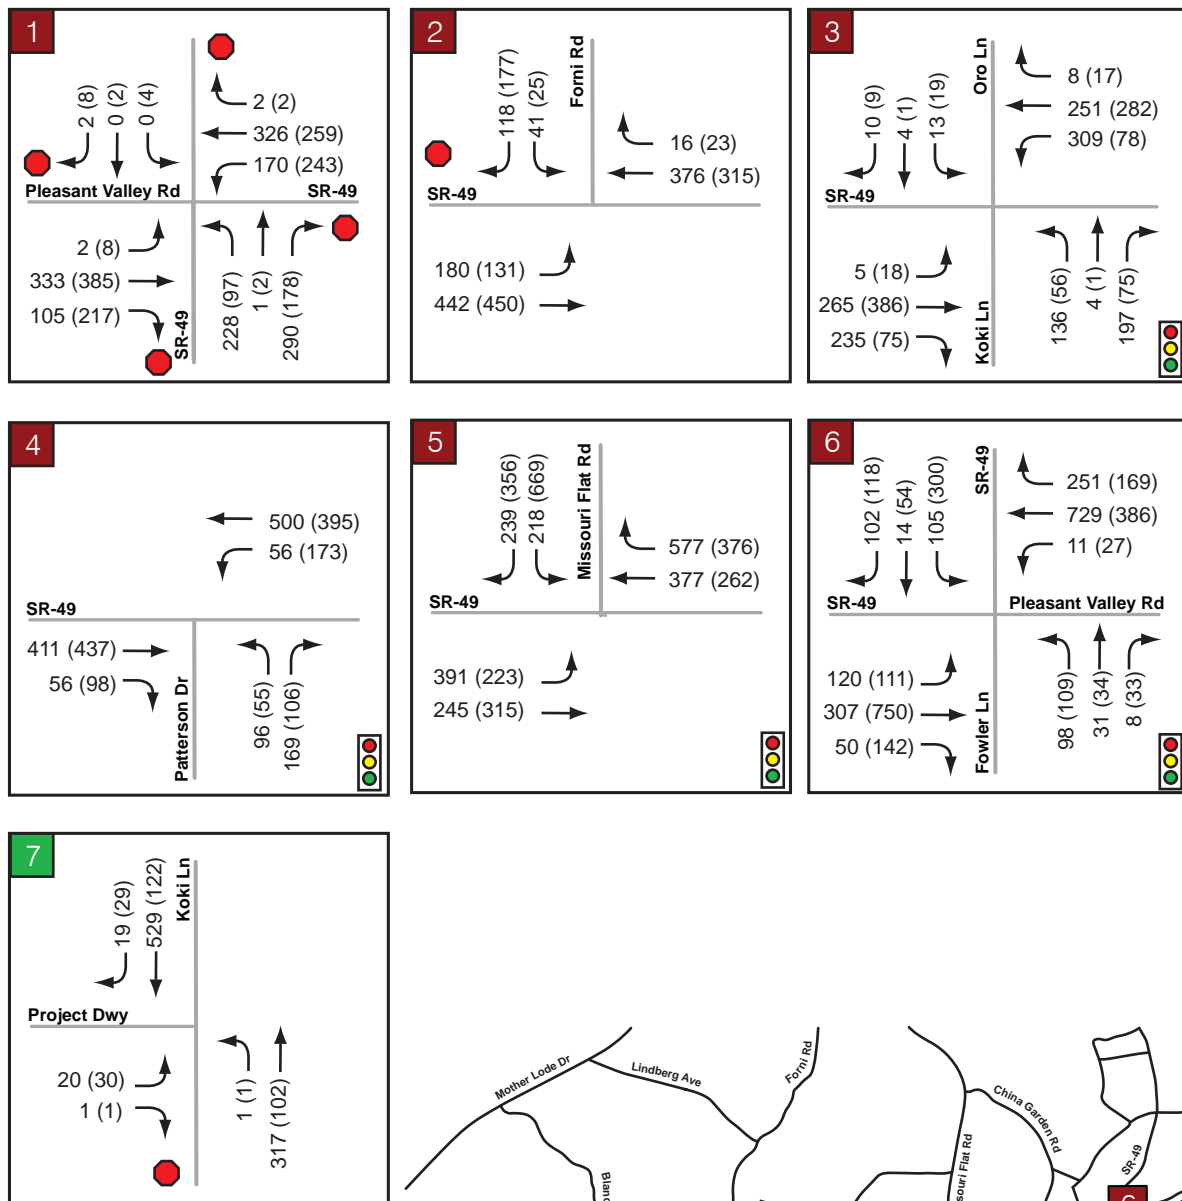 1
2 (8)
0 (2)
0 (4)
2 (2)
326 (259)
170 (243)
Pleasant Valley Rd
SR-49
2 (8)
333 (385)
105 (217)
SR-49
228 (97)
1 (2)
290 (178)
2
118 (177)
41 (25)
Forni Rd
16 (23)
376 (315)
SR-49
180 (131)
442 (450)
3
10 (9)
4 (1)
13 (19)
Oro Ln
8 (17)
251 (282)
309 (78)
SR-49
5 (18)
265 (386)
235 (75)
Koki Ln
136 (56)
4 (1)
197 (75)
4
500 (395)
56 (173)
SR-49
411 (437)
56 (98)
Patterson Dr
96 (55)
169 (106)
5
239 (356)
218 (669)
Missouri Flat Rd
577 (376)
377 (262)
SR-49
391 (223)
245 (315)
6
102 (118)
14 (54)
105 (300)
SR-49
251 (169)
729 (386)
11 (27)
SR-49
Pleasant Valley Rd
120 (111)
307 (750)
50 (142)
Fowler Ln
98 (109)
31 (34)
8 (33)
7
19 (29)
529 (122)
Koki Ln
Project Dwy
20 (30)
1 (1)
1 (1)
317 (102)
Mother Lode Dr
Lindberg Ave
Forni Rd
China Garden Rd
souri Flat Rd
SR-49
Blanc
6